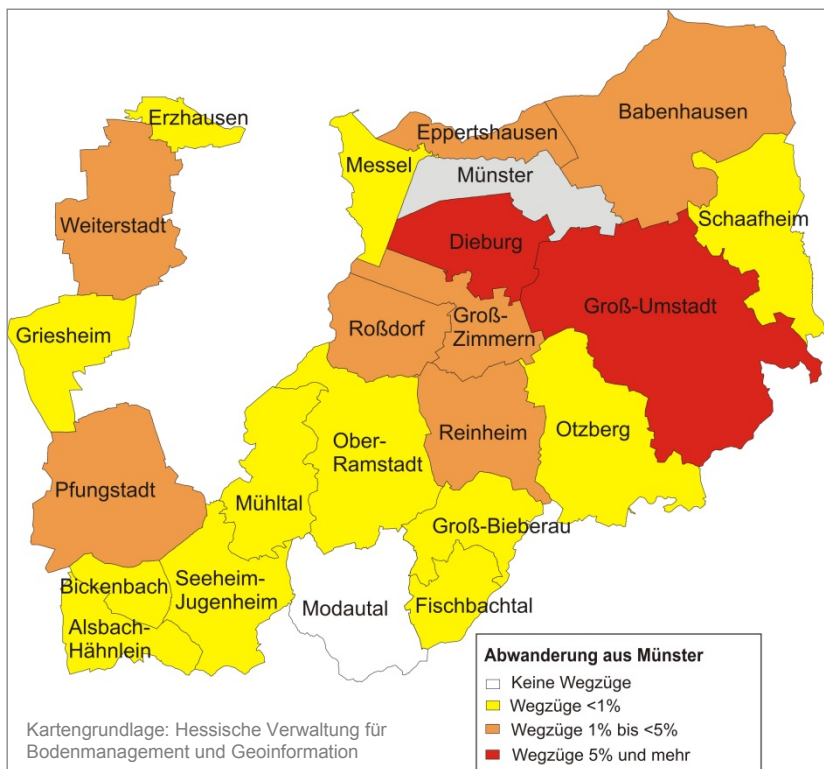 Erzhausen
Babenhausen
Eppertshausen
Messel
Münster
Weiterstadt
Schaafheim
Dieburg
Groß-Umstadt
Griesheim
Roßdorf
Groß-
Zimmern
Ober-
Ramstadt
Reinheim
Otzberg
Pfungstadt
Mühltal
Groß-Bieberau
Bickenbach
Seeheim-
Jugenheim
Modautal
Fischbachtal
Alsbach-
Hähnlein
Abwanderung aus Münster
Keine Wegzüge
Wegzüge <1%
Wegzüge 1% bis <5%
Wegzüge 5% und mehr
Kartengrundlage: Hessische Verwaltung für
Bodenmanagement und Geoinformation